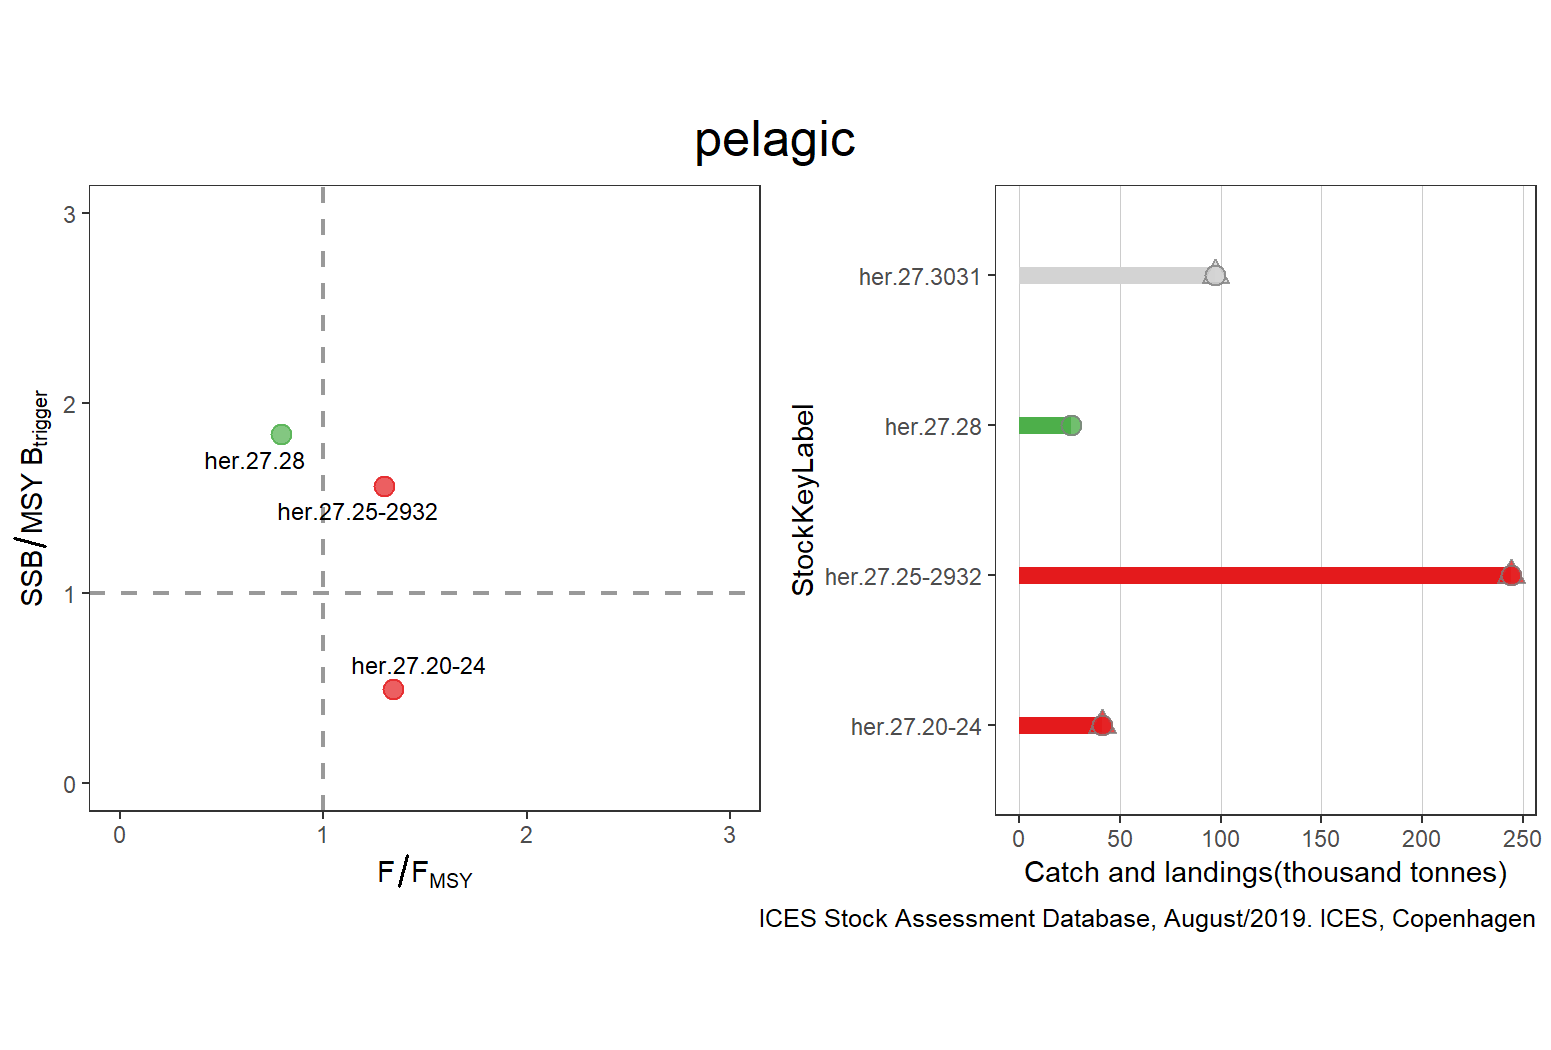 pelagic
SSB/MSY Btrigger
3
2
1
0
her.27.28
her.27.25-2932
her.27.20-24
0 1 2 3
F/FMSY
StockKeyLabel
her.27.3031
her.27.28
her.27.25-2932
her.27.20-24
0 50 100 150 200 250
Catch and landings(thousand tonnes)
ICES Stock Assessment Database, August/2019. ICES, Copenhagen